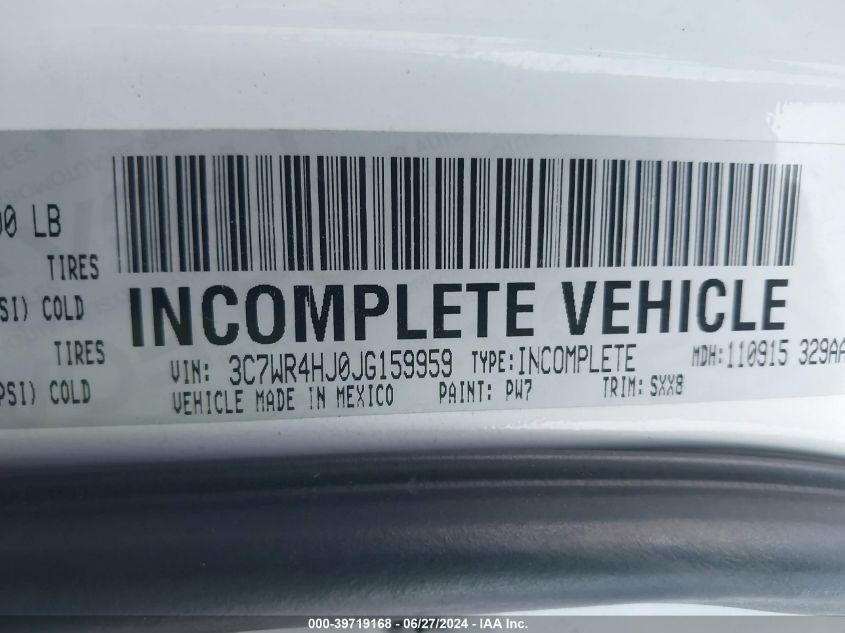 00 LB
TIRES
SI) COLD
INCOMPLETE VEHICLE
TIRES
VIN: 3C7WR4HJ0JG159959 TYPE: INCOMPLETE MDH: 110915 329AA
PSI) COLD
VEHICLE MADE IN MEXICO PAINT: PW7 TRIM: SXX8
000-39719168 - 06/27/2024 - IAA Inc.